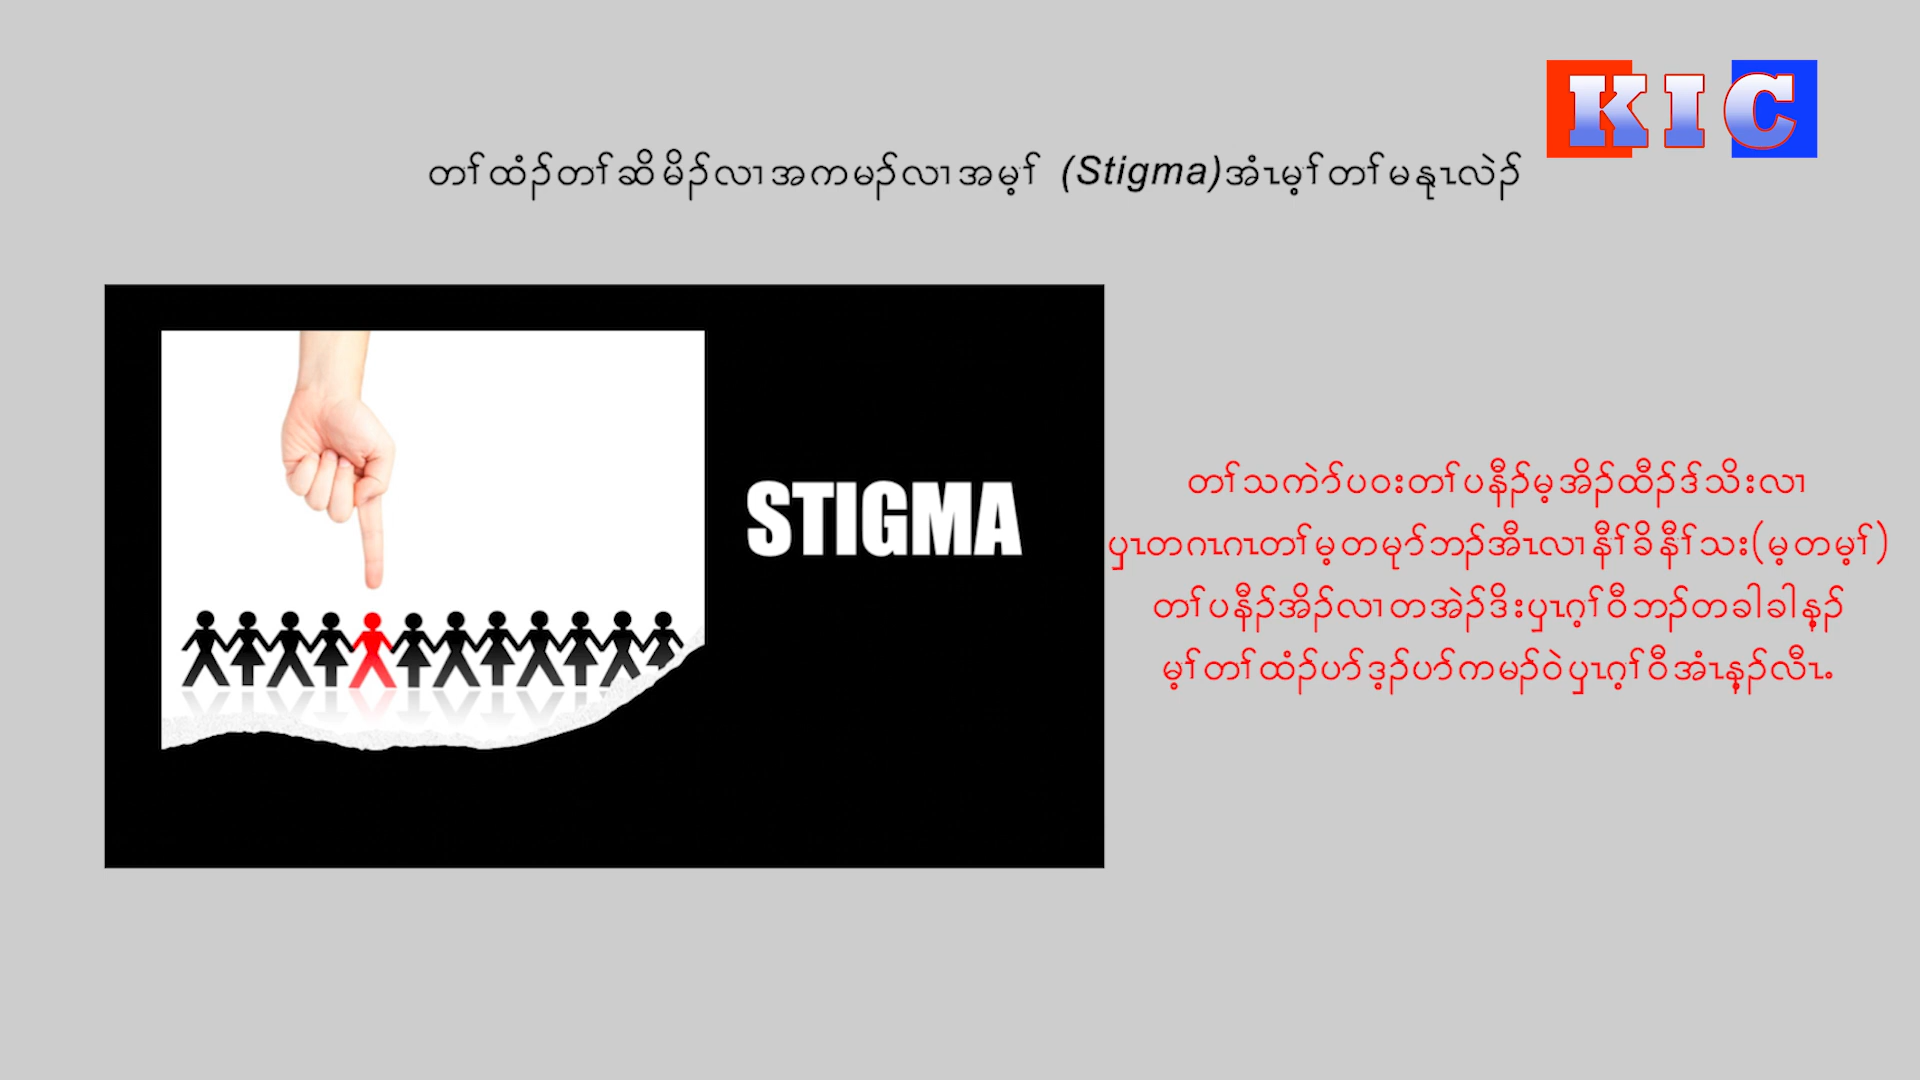 KIC
တၢ်ထံၣ်တၢ်ဆိမိၣ်လၢအကမၣ်လၢအမ့ၢ် (Stigma)အံၤမ့ၢ်တၢ်မနုၤလဲၣ်
STIGMA
တၢ်သကဲာ်ပဝးတၢ်ပနီၣ်မ့အိၣ်ထီၣ်ဒ်သိးလၢ
ပှၤတဂၤဂၤတၢ်မ့တမုာ်ဘၣ်အီၤလၢနီၢ်ခိနီၢ်သး(မ့တမ့ၢ်)
တၢ်ပနီၣ်အိၣ်လၢတအဲၣ်ဒိးပှၤဂ့ၢ်ဝီဘၣ်တခါခါန့ၣ်
မ့ၢ်တၢ်ထံၣ်ပာ်ဒ့ၣ်ပာ်ကမၣ်ဝဲပှၤဂ့ၢ်ဝီအံၤန့ၣ်လီၤႉ